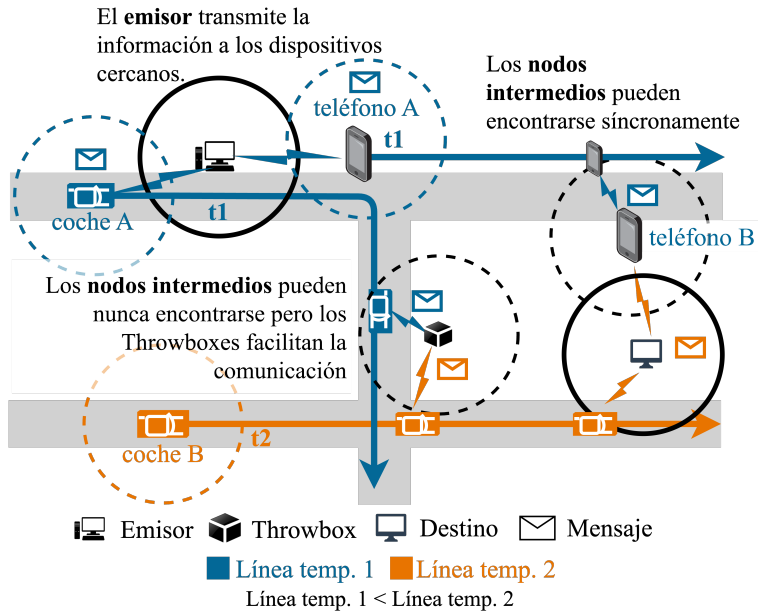 El emisor transmite la
información a los dispositivos
cercanos.
teléfono A
t1
Los nodos
intermedios pueden
encontrarse síncronamente
coche A
t1
teléfono B
Los nodos intermedios pueden
nunca encontrarse pero los
Throwboxes facilitan la
comunicación
coche B
t2
Emisor
Throwbox
Destino
Mensaje
Línea temp. 1
Línea temp. 2
Línea temp. 1 < Línea temp. 2